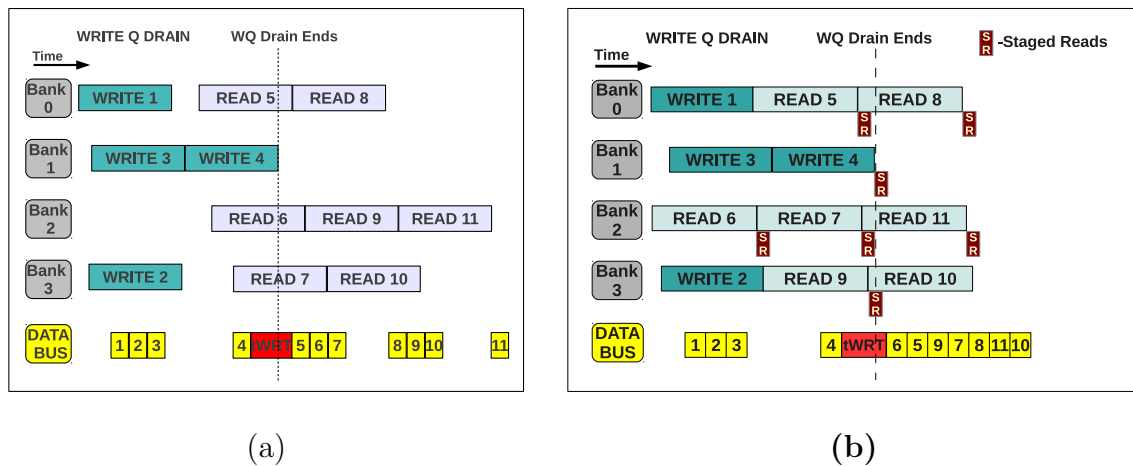 WRITE Q DRAIN
WQ Drain Ends
Time
Bank
0
WRITE 1
READ 5
READ 8
Bank
1
WRITE 3
WRITE 4
Bank
2
READ 6
READ 9
READ 11
Bank
3
WRITE 2
READ 7
READ 10
DATA
BUS
1 2 3 4 tWRT 5 6 7 8 9 10 11
(a)
WRITE Q DRAIN
WQ Drain Ends
S
R
-Staged Reads
Time
Bank
0
WRITE 1
READ 5
READ 8
S
R
S
R
Bank
1
WRITE 3
WRITE 4
S
R
Bank
2
READ 6
READ 7
READ 11
S
R
S
R
S
R
Bank
3
WRITE 2
READ 9
READ 10
S
R
DATA
BUS
1 2 3 4 tWRT 6 5 9 7 8 11 10
(b)